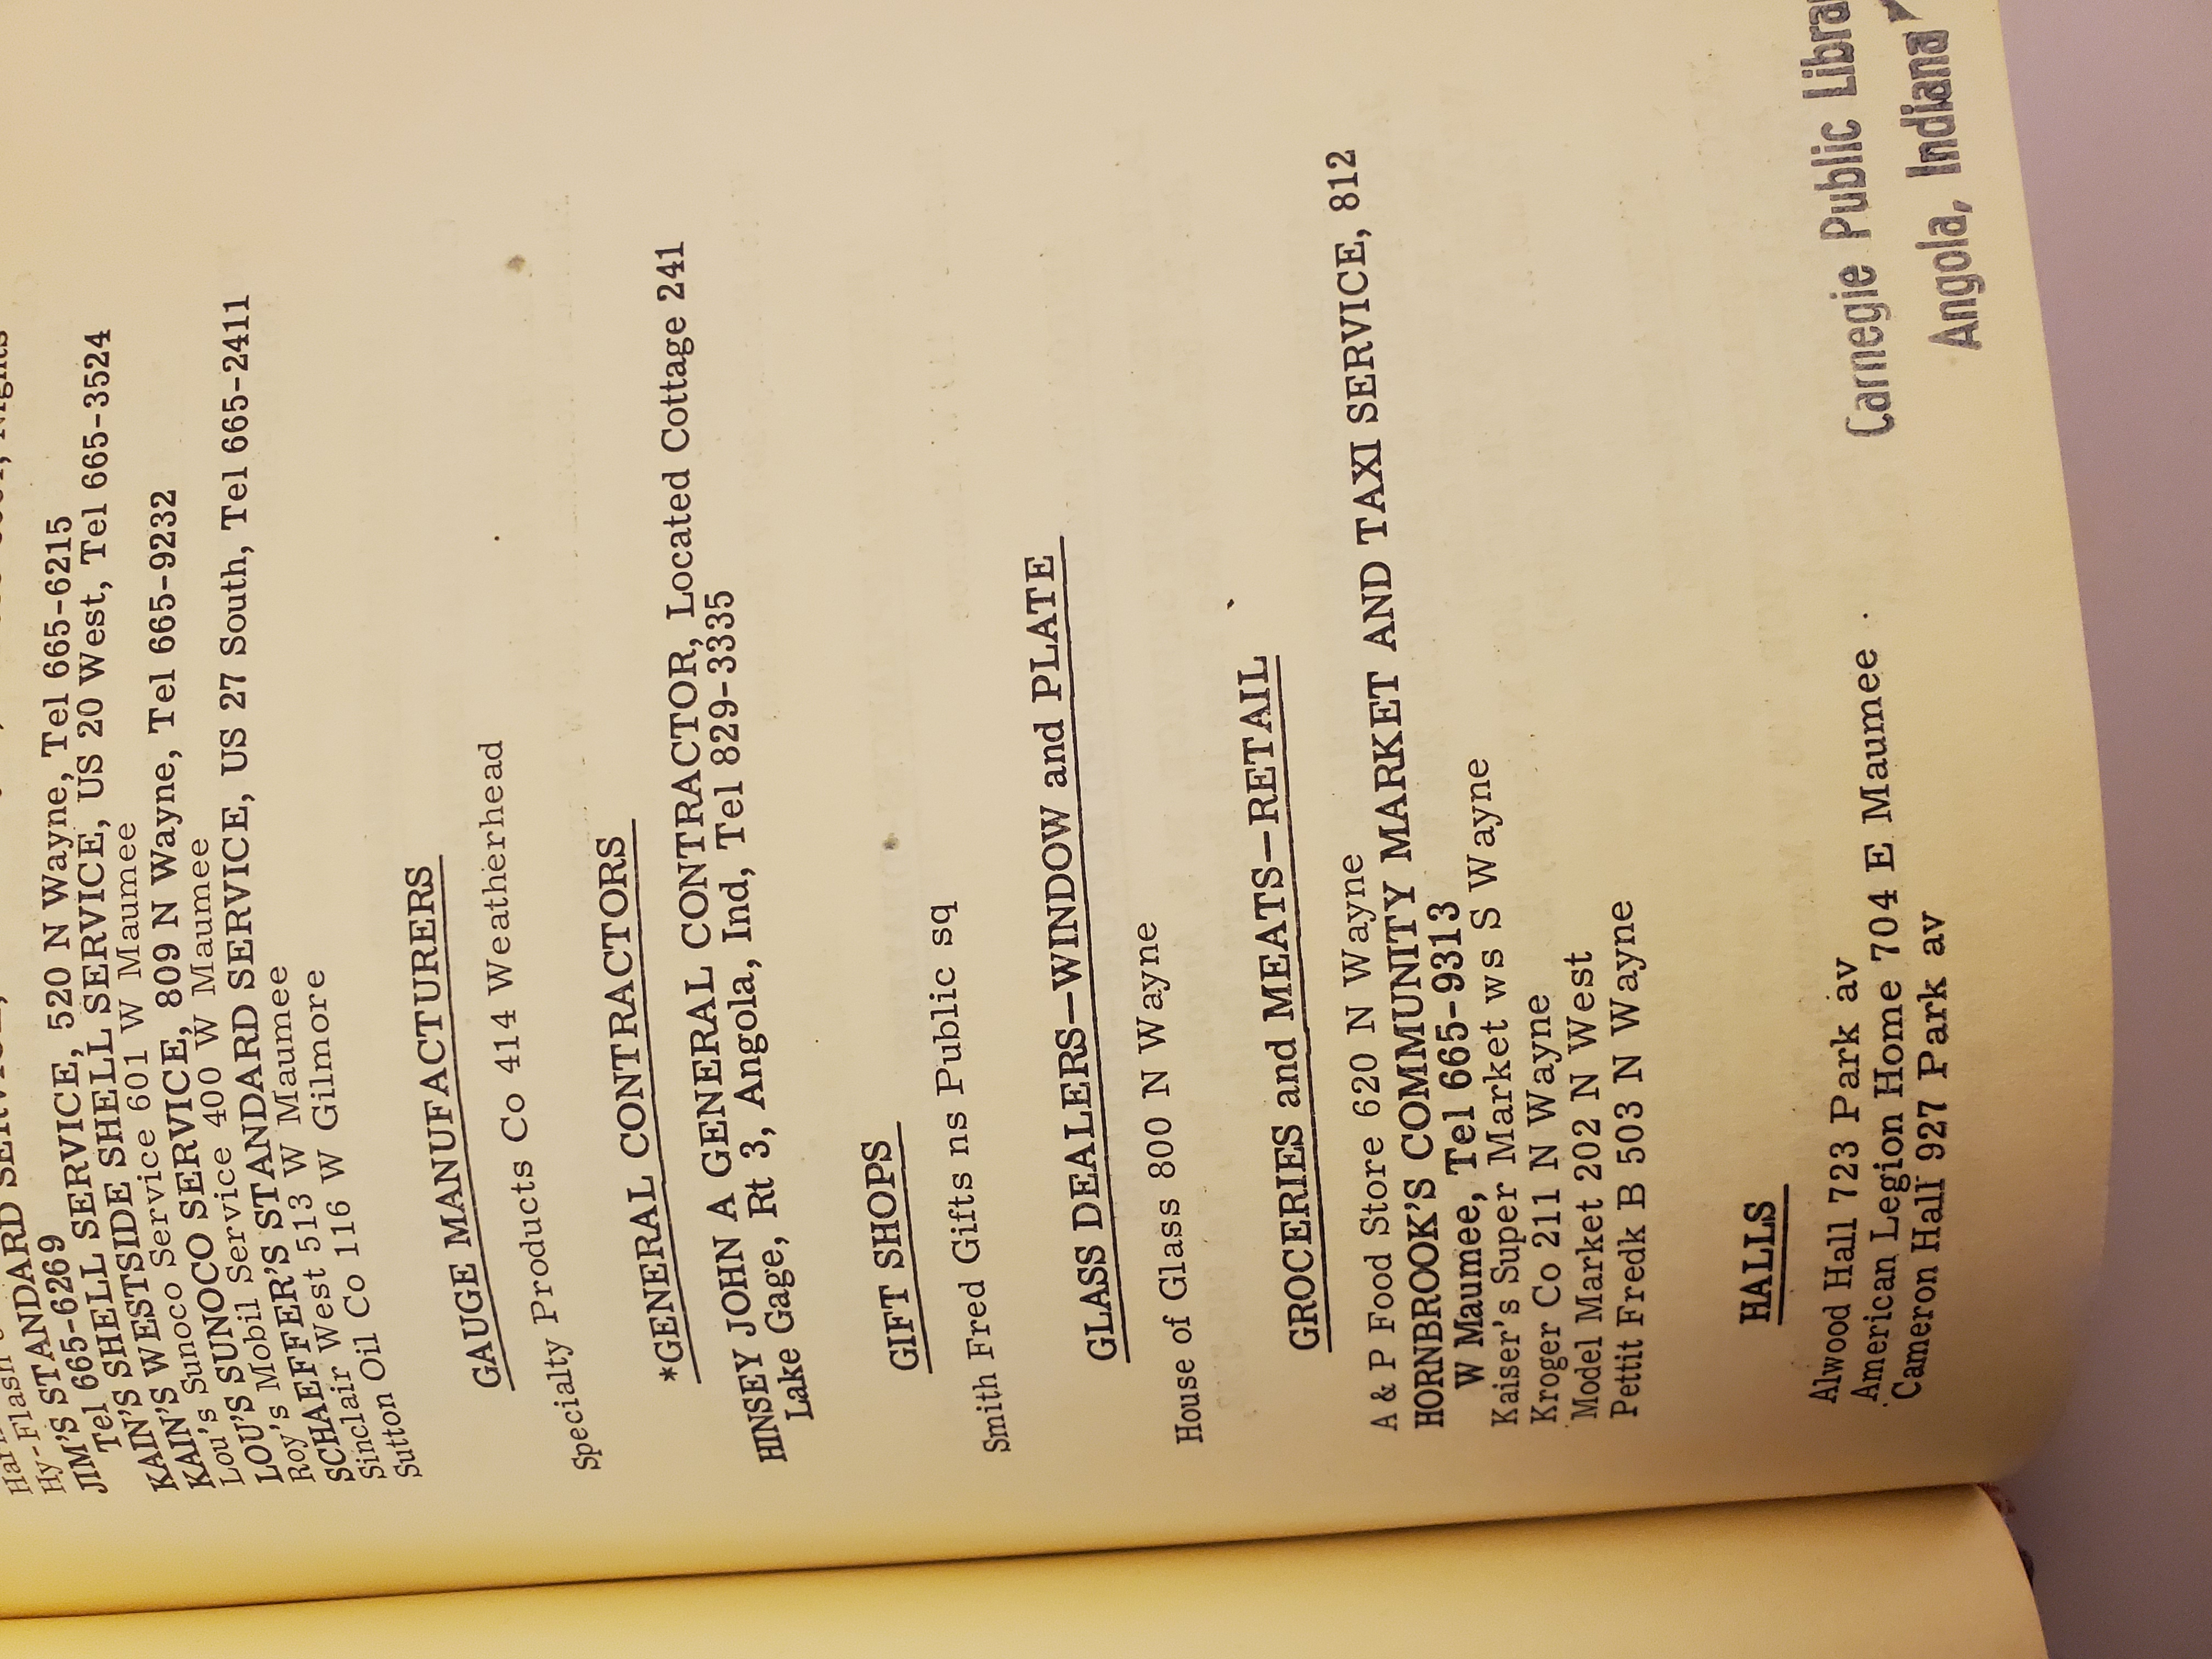 Hy-Flash
JIM'S STANDARD SERVICE,
Tel 665-6269
KAIN'S SHELL SERVICE, 520 N Wayne, Tel 665-6215
KAIN'S WESTSIDE SHELL SERVICE, US 20 West, Tel 665-3524
Lou's Sunoco Service 601 W Maumee
LOU'S SUNOCO SERVICE, 809 N Wayne, Tel 665-9232
Roy's Mobil Service 400 W Maumee
SCHAEFFER'S STANDARD SERVICE, US 27 South, Tel 665-2411
Sinclair West 513 W Maumee
Sutton Oil Co 116 W Gilmore
GAUGE MANUFACTURERS
Specialty Products Co 414 Weatherhead
*GENERAL CONTRACTORS
HINSEY JOHN A GENERAL CONTRACTOR, Located Cottage 241
Lake Gage, Rt 3, Angola, Ind, Tel 829-3335
GIFT SHOPS
Smith Fred Gifts ns Public sq
GLASS DEALERS—WINDOW and PLATE
House of Glass 800 N Wayne
GROCERIES and MEATS—RETAIL
A & P Food Store 620 N Wayne
HORNBROOK'S COMMUNITY MARKET AND TAXI SERVICE, 812
W Maumee, Tel 665-9313
Kaiser's Super Market ws S Wayne
Kroger Co 211 N Wayne
Model Market 202 N West
Pettit Fredk B 503 N Wayne
HALLS
Alwood Hall 723 Park av
American Legion Home 704 E Maumee
Cameron Hall 927 Park av
Carnegie Public Libra
Angola, Indiana